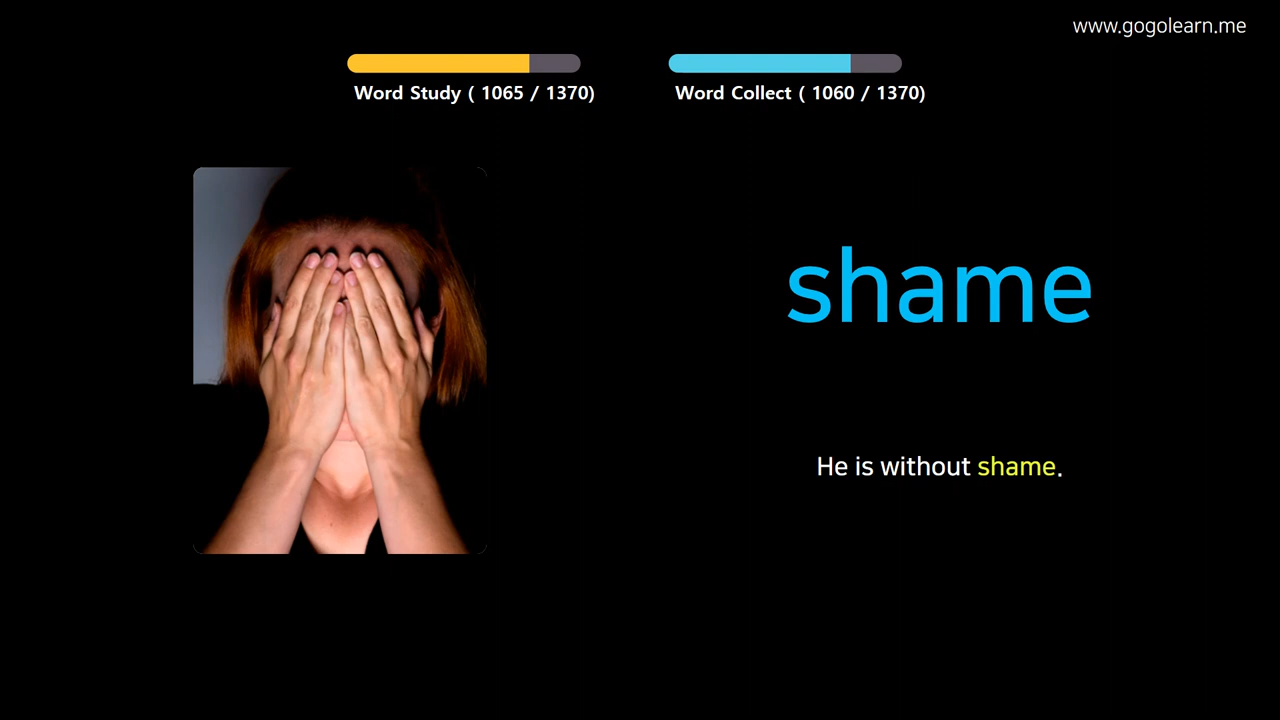 www.gogolearn.me
Word Study ( 1065 / 1370)
Word Collect ( 1060 / 1370)
shame
He is without shame.